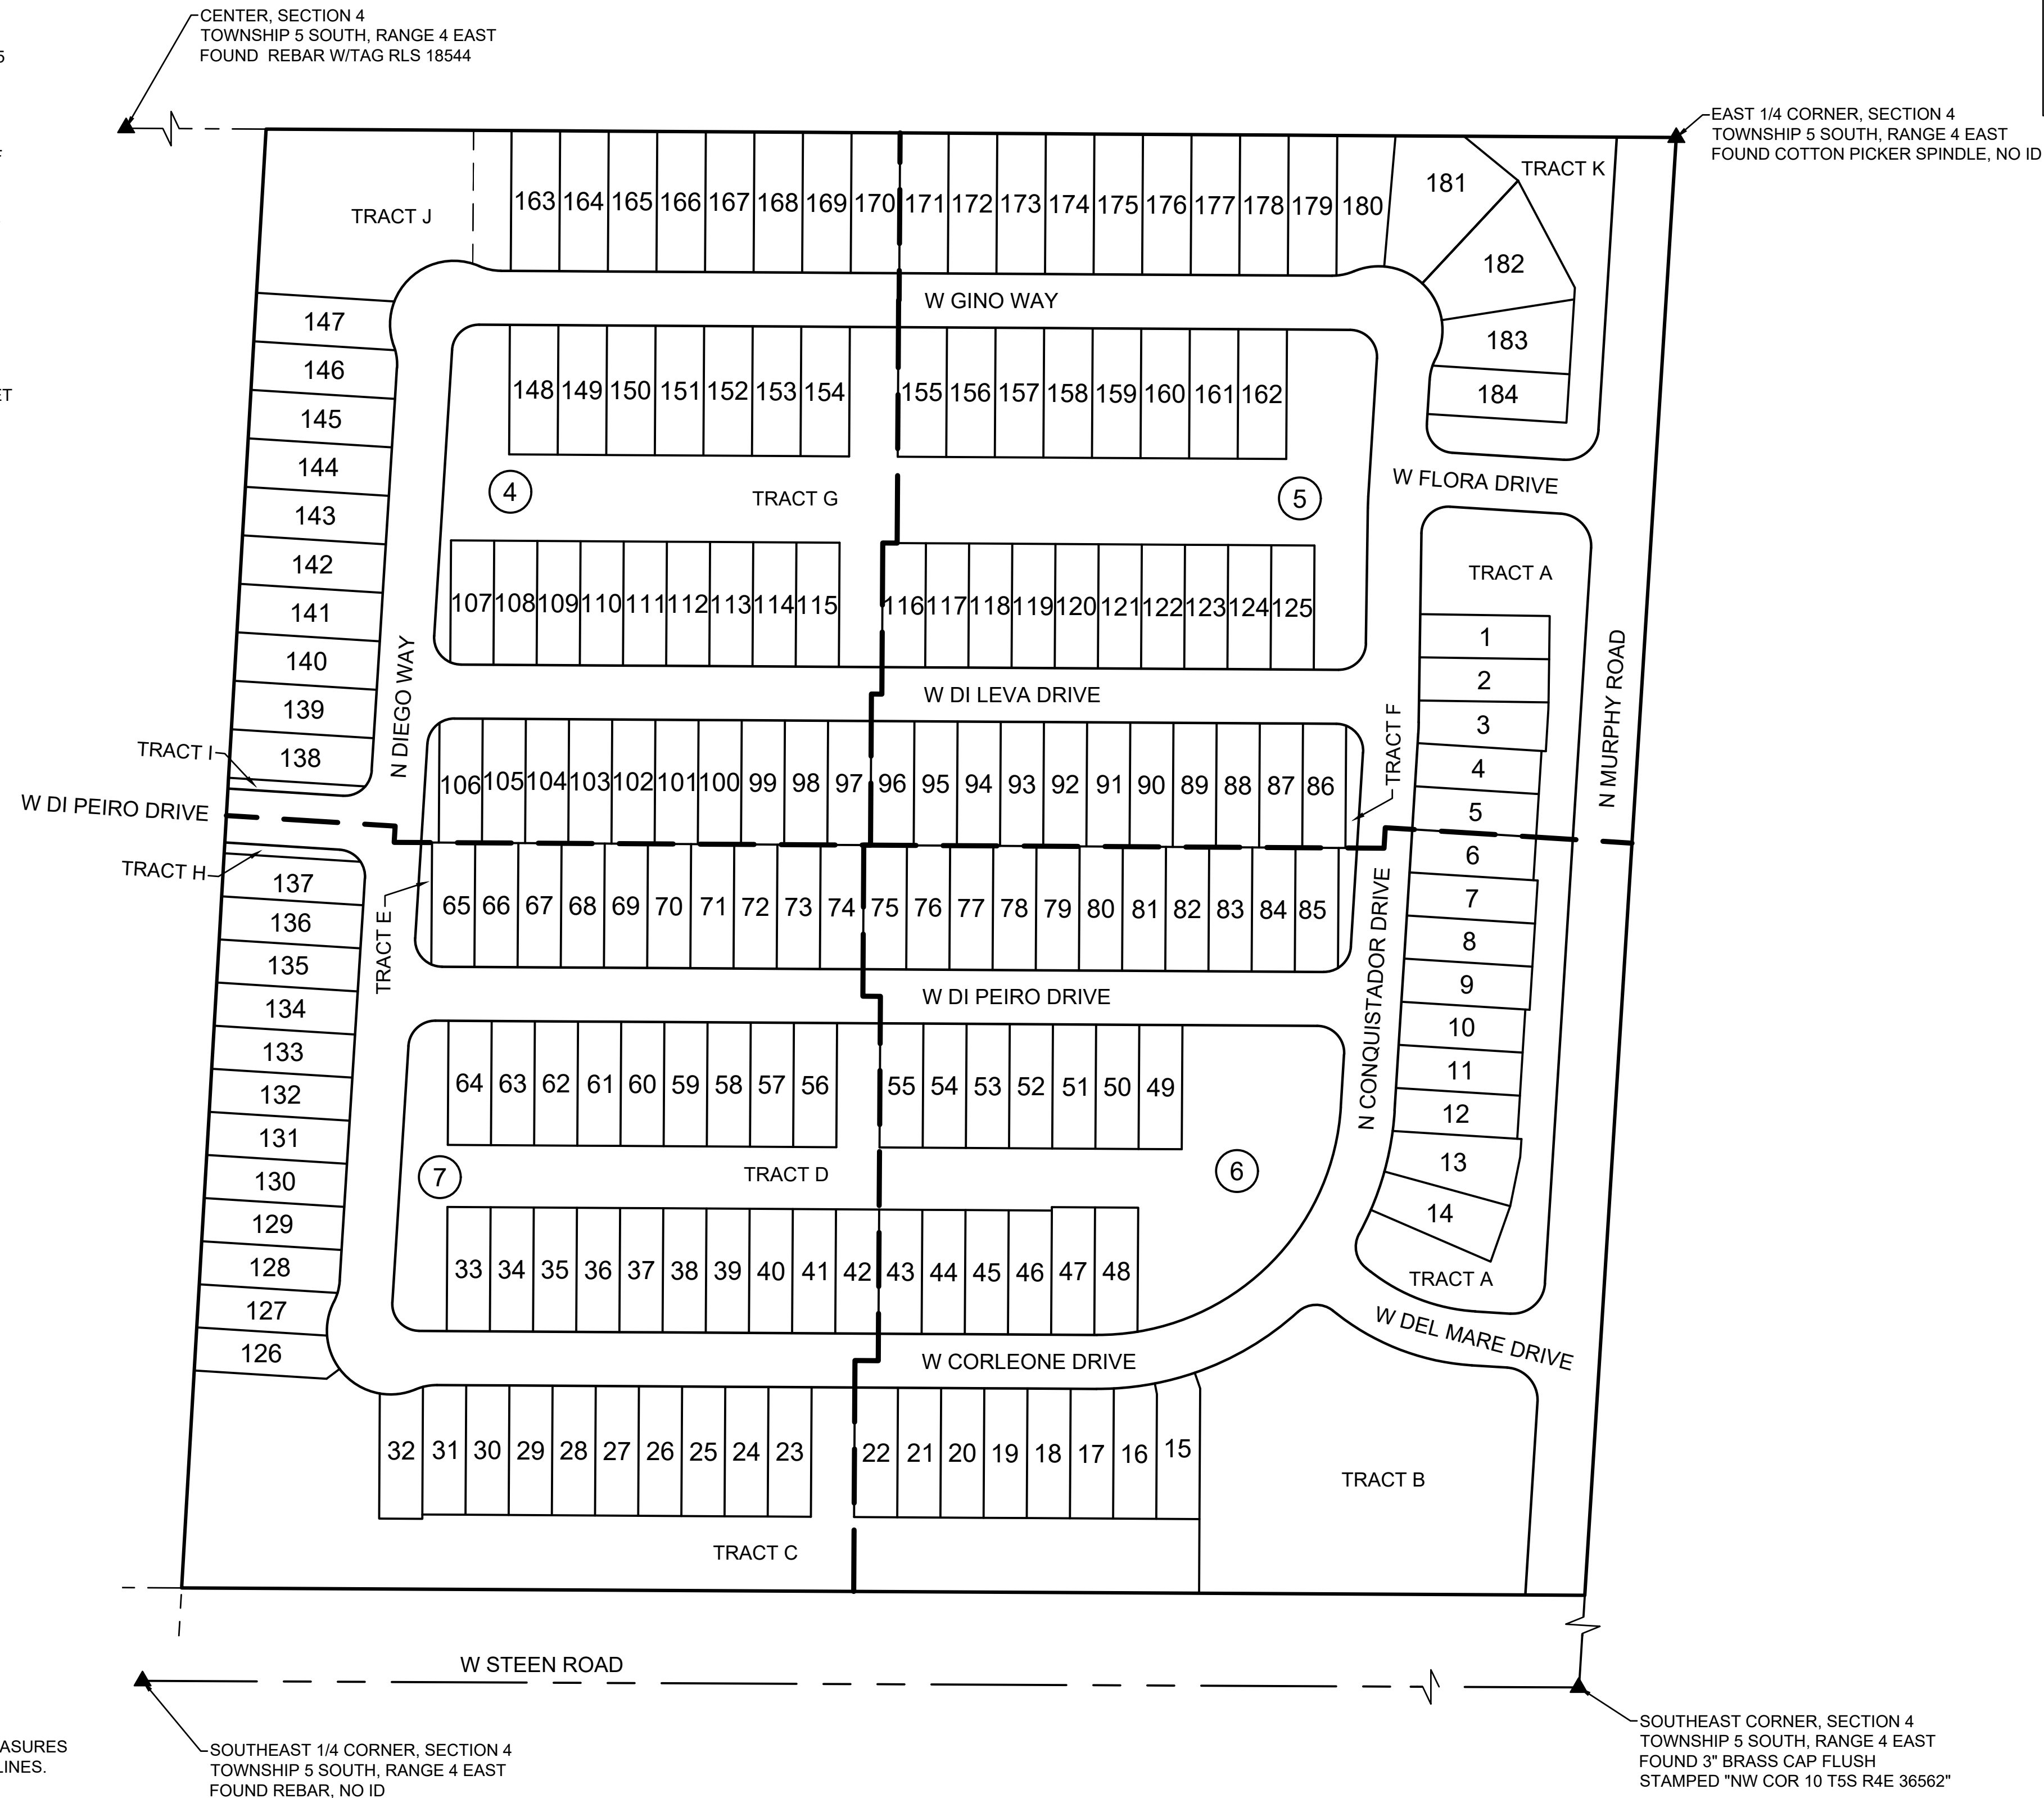 CENTER, SECTION 4
TOWNSHIP 5 SOUTH, RANGE 4 EAST
FOUND REBAR W/TAG RLS 18544
5
EAST 1/4 CORNER, SECTION 4
TOWNSHIP 5 SOUTH, RANGE 4 EAST
FOUND COTTON PICKER SPINDLE, NO ID
TRACT J
163 164 165 166 167 168 169 170 171 172 173 174 175 176 177 178 179 180 181
TRACT K
182
183
184
W GINO WAY
147
146
145
144
143
142
141
140
139
138
148 149 150 151 152 153 154 155 156 157 158 159 160 161 162
ET
4
TRACT G
5
W FLORA DRIVE
107 108 109 110 111 112 113 114 115 116 117 118 119 120 121 122 123 124 125
TRACT A
1
2
3
4
5
N DIEGO WAY
W DI LEVA DRIVE
TRACT F
N MURPHY ROAD
TRACT I
W DI PEIRO DRIVE
106 105 104 103 102 101 100 99 98 97 96 95 94 93 92 91 90 89 88 87 86
TRACT H
TRACT E
65 66 67 68 69 70 71 72 73 74 75 76 77 78 79 80 81 82 83 84 85
N CONQUISTADOR DRIVE
6
7
8
9
10
11
12
13
14
137
136
135
134
133
132
131
130
129
128
127
126
W DI PEIRO DRIVE
64 63 62 61 60 59 58 57 56 55 54 53 52 51 50 49
7
TRACT D
6
33 34 35 36 37 38 39 40 41 42 43 44 45 46 47 48
TRACT A
W DEL MARE DRIVE
W CORLEONE DRIVE
32 31 30 29 28 27 26 25 24 23 22 21 20 19 18 17 16 15
TRACT B
TRACT C
W STEEN ROAD
ASURES
LINES.
SOUTHEAST 1/4 CORNER, SECTION 4
TOWNSHIP 5 SOUTH, RANGE 4 EAST
FOUND REBAR, NO ID
SOUTHEAST CORNER, SECTION 4
TOWNSHIP 5 SOUTH, RANGE 4 EAST
FOUND 3" BRASS CAP FLUSH
STAMPED "NW COR 10 T5S R4E 36562"